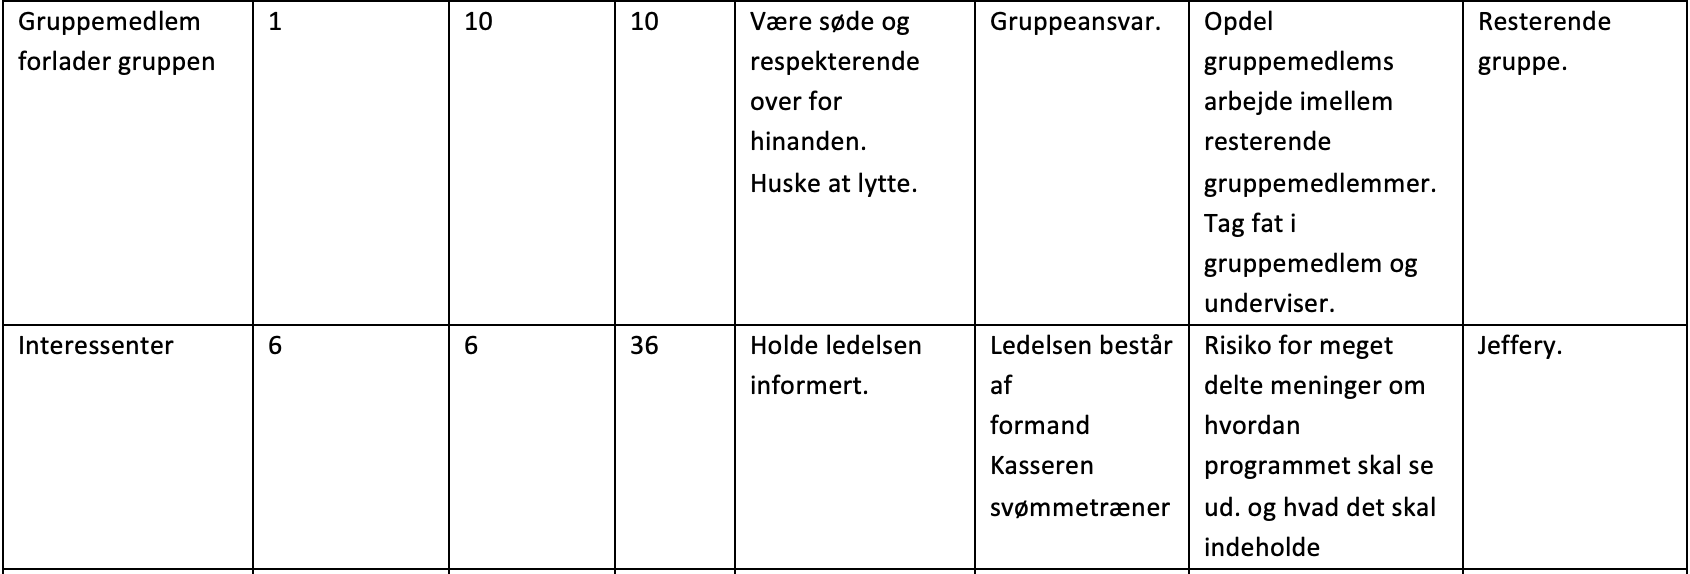 Gruppemedlem
forlader gruppen
1
10
10
Være søde og
respekterende
over for
hinanden.
Huske at lytte.
Gruppeansvar.
Opdel
gruppemedlems
arbejde imellem
resterende
gruppemedlemmer.
Tag fat i
gruppemedlem og
underviser.
Resterende
gruppe.
Interessenter
6
6
36
Holde ledelsen
informert.
Ledelsen består
af
formand
Kasseren
svømmetræner
Risiko for meget
delte meninger om
hvordan
programmet skal se
ud. og hvad det skal
indeholde
Jeffery.